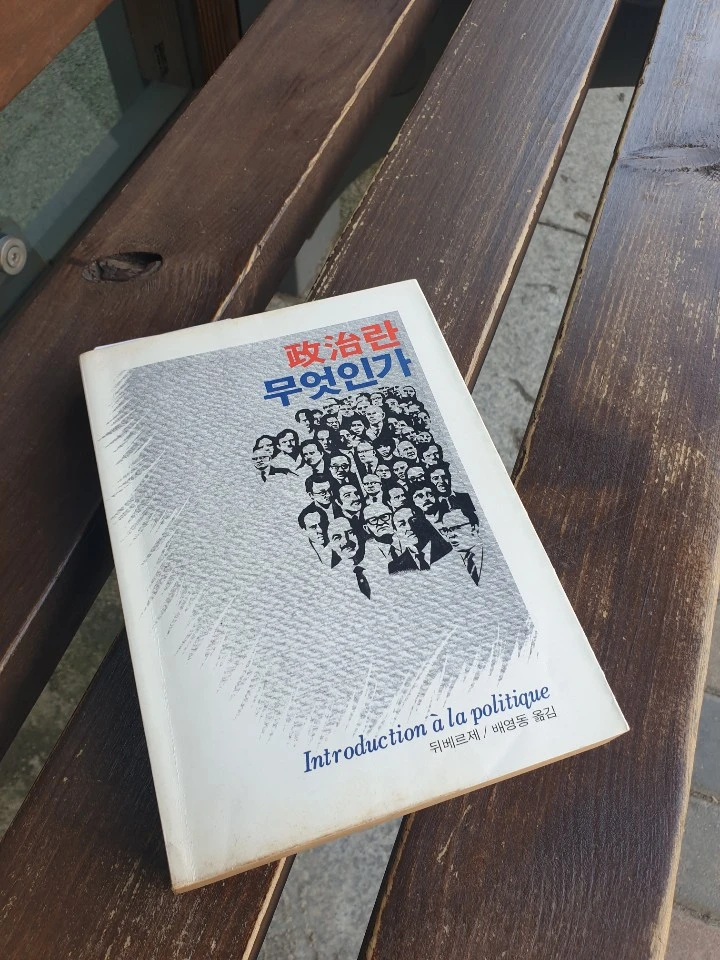 政治란
무엇인가
Introduction à la politique
뒤베르제 / 배영동 옮김